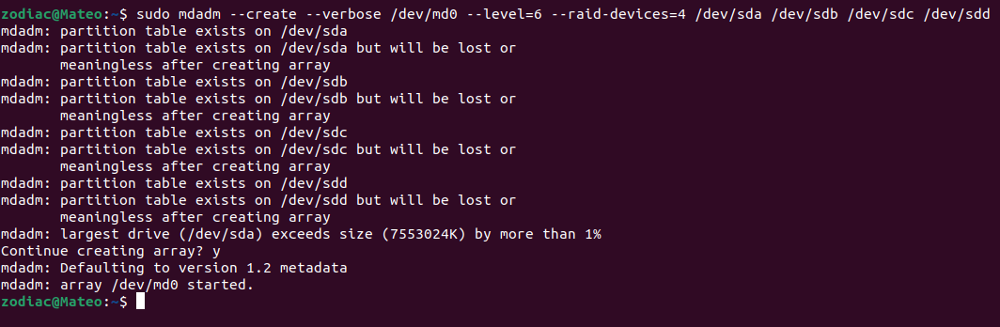 zodiac@Mateo:~$ sudo mdadm --create --verbose /dev/md0 --level=6 --raid-devices=4 /dev/sda /dev/sdb /dev/sdc /dev/sdd
mdadm: partition table exists on /dev/sda
mdadm: partition table exists on /dev/sda but will be lost or
       meaningless after creating array
mdadm: partition table exists on /dev/sdb
mdadm: partition table exists on /dev/sdb but will be lost or
       meaningless after creating array
mdadm: partition table exists on /dev/sdc
mdadm: partition table exists on /dev/sdc but will be lost or
       meaningless after creating array
mdadm: partition table exists on /dev/sdd
mdadm: partition table exists on /dev/sdd but will be lost or
       meaningless after creating array
mdadm: largest drive (/dev/sda) exceeds size (7553024K) by more than 1%
Continue creating array? y
mdadm: Defaulting to version 1.2 metadata
mdadm: array /dev/md0 started.
zodiac@Mateo:~$